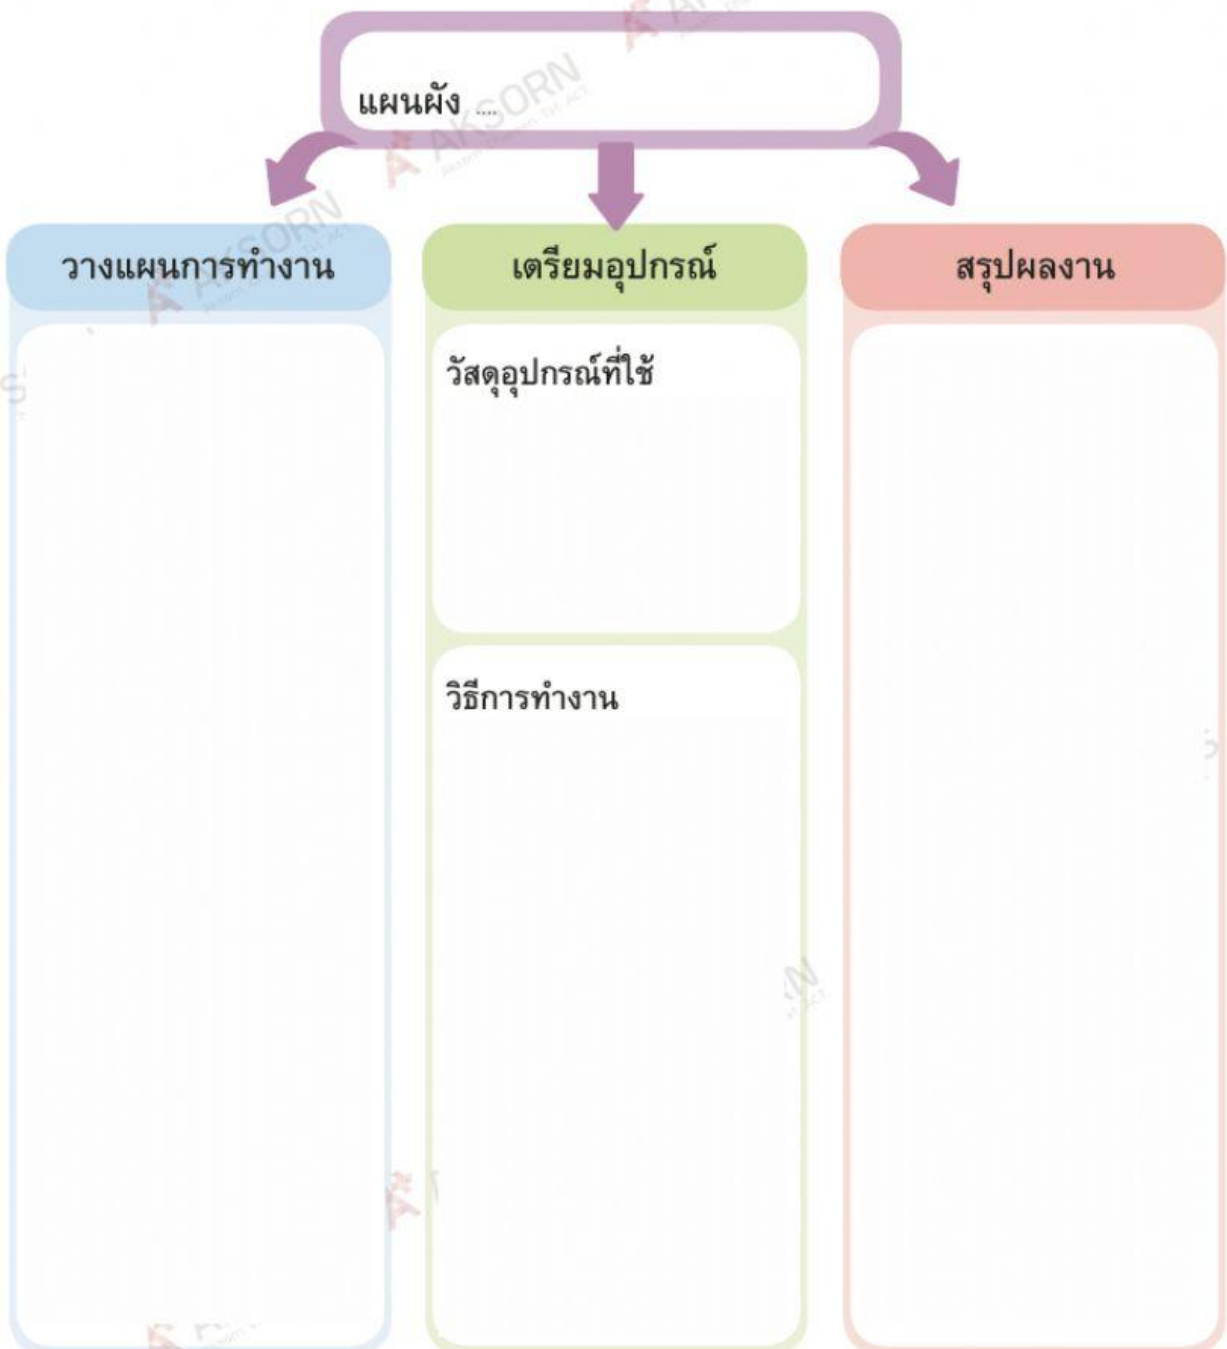 แผนผัง ....
วางแผนการทำงาน
เตรียมอุปกรณ์
วัสดุอุปกรณ์ที่ใช้
วิธีการทำงาน
สรุปผลงาน
AKSORN
AKSORN